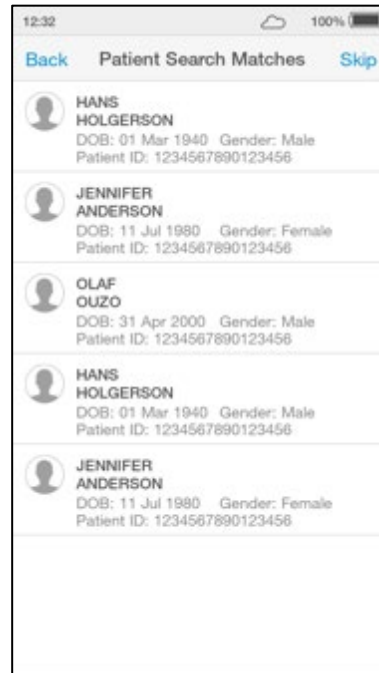 12:32 100%
Back Patient Search Matches Skip
HANS
HOLGERSON
DOB: 01 Mar 1940 Gender: Male
Patient ID: 1234567890123456
JENNIFER
ANDERSON
DOB: 11 Jul 1980 Gender: Female
Patient ID: 1234567890123456
OLAF
OUZO
DOB: 31 Apr 2000 Gender: Male
Patient ID: 1234567890123456
HANS
HOLGERSON
DOB: 01 Mar 1940 Gender: Male
Patient ID: 1234567890123456
JENNIFER
ANDERSON
DOB: 11 Jul 1980 Gender: Female
Patient ID: 1234567890123456